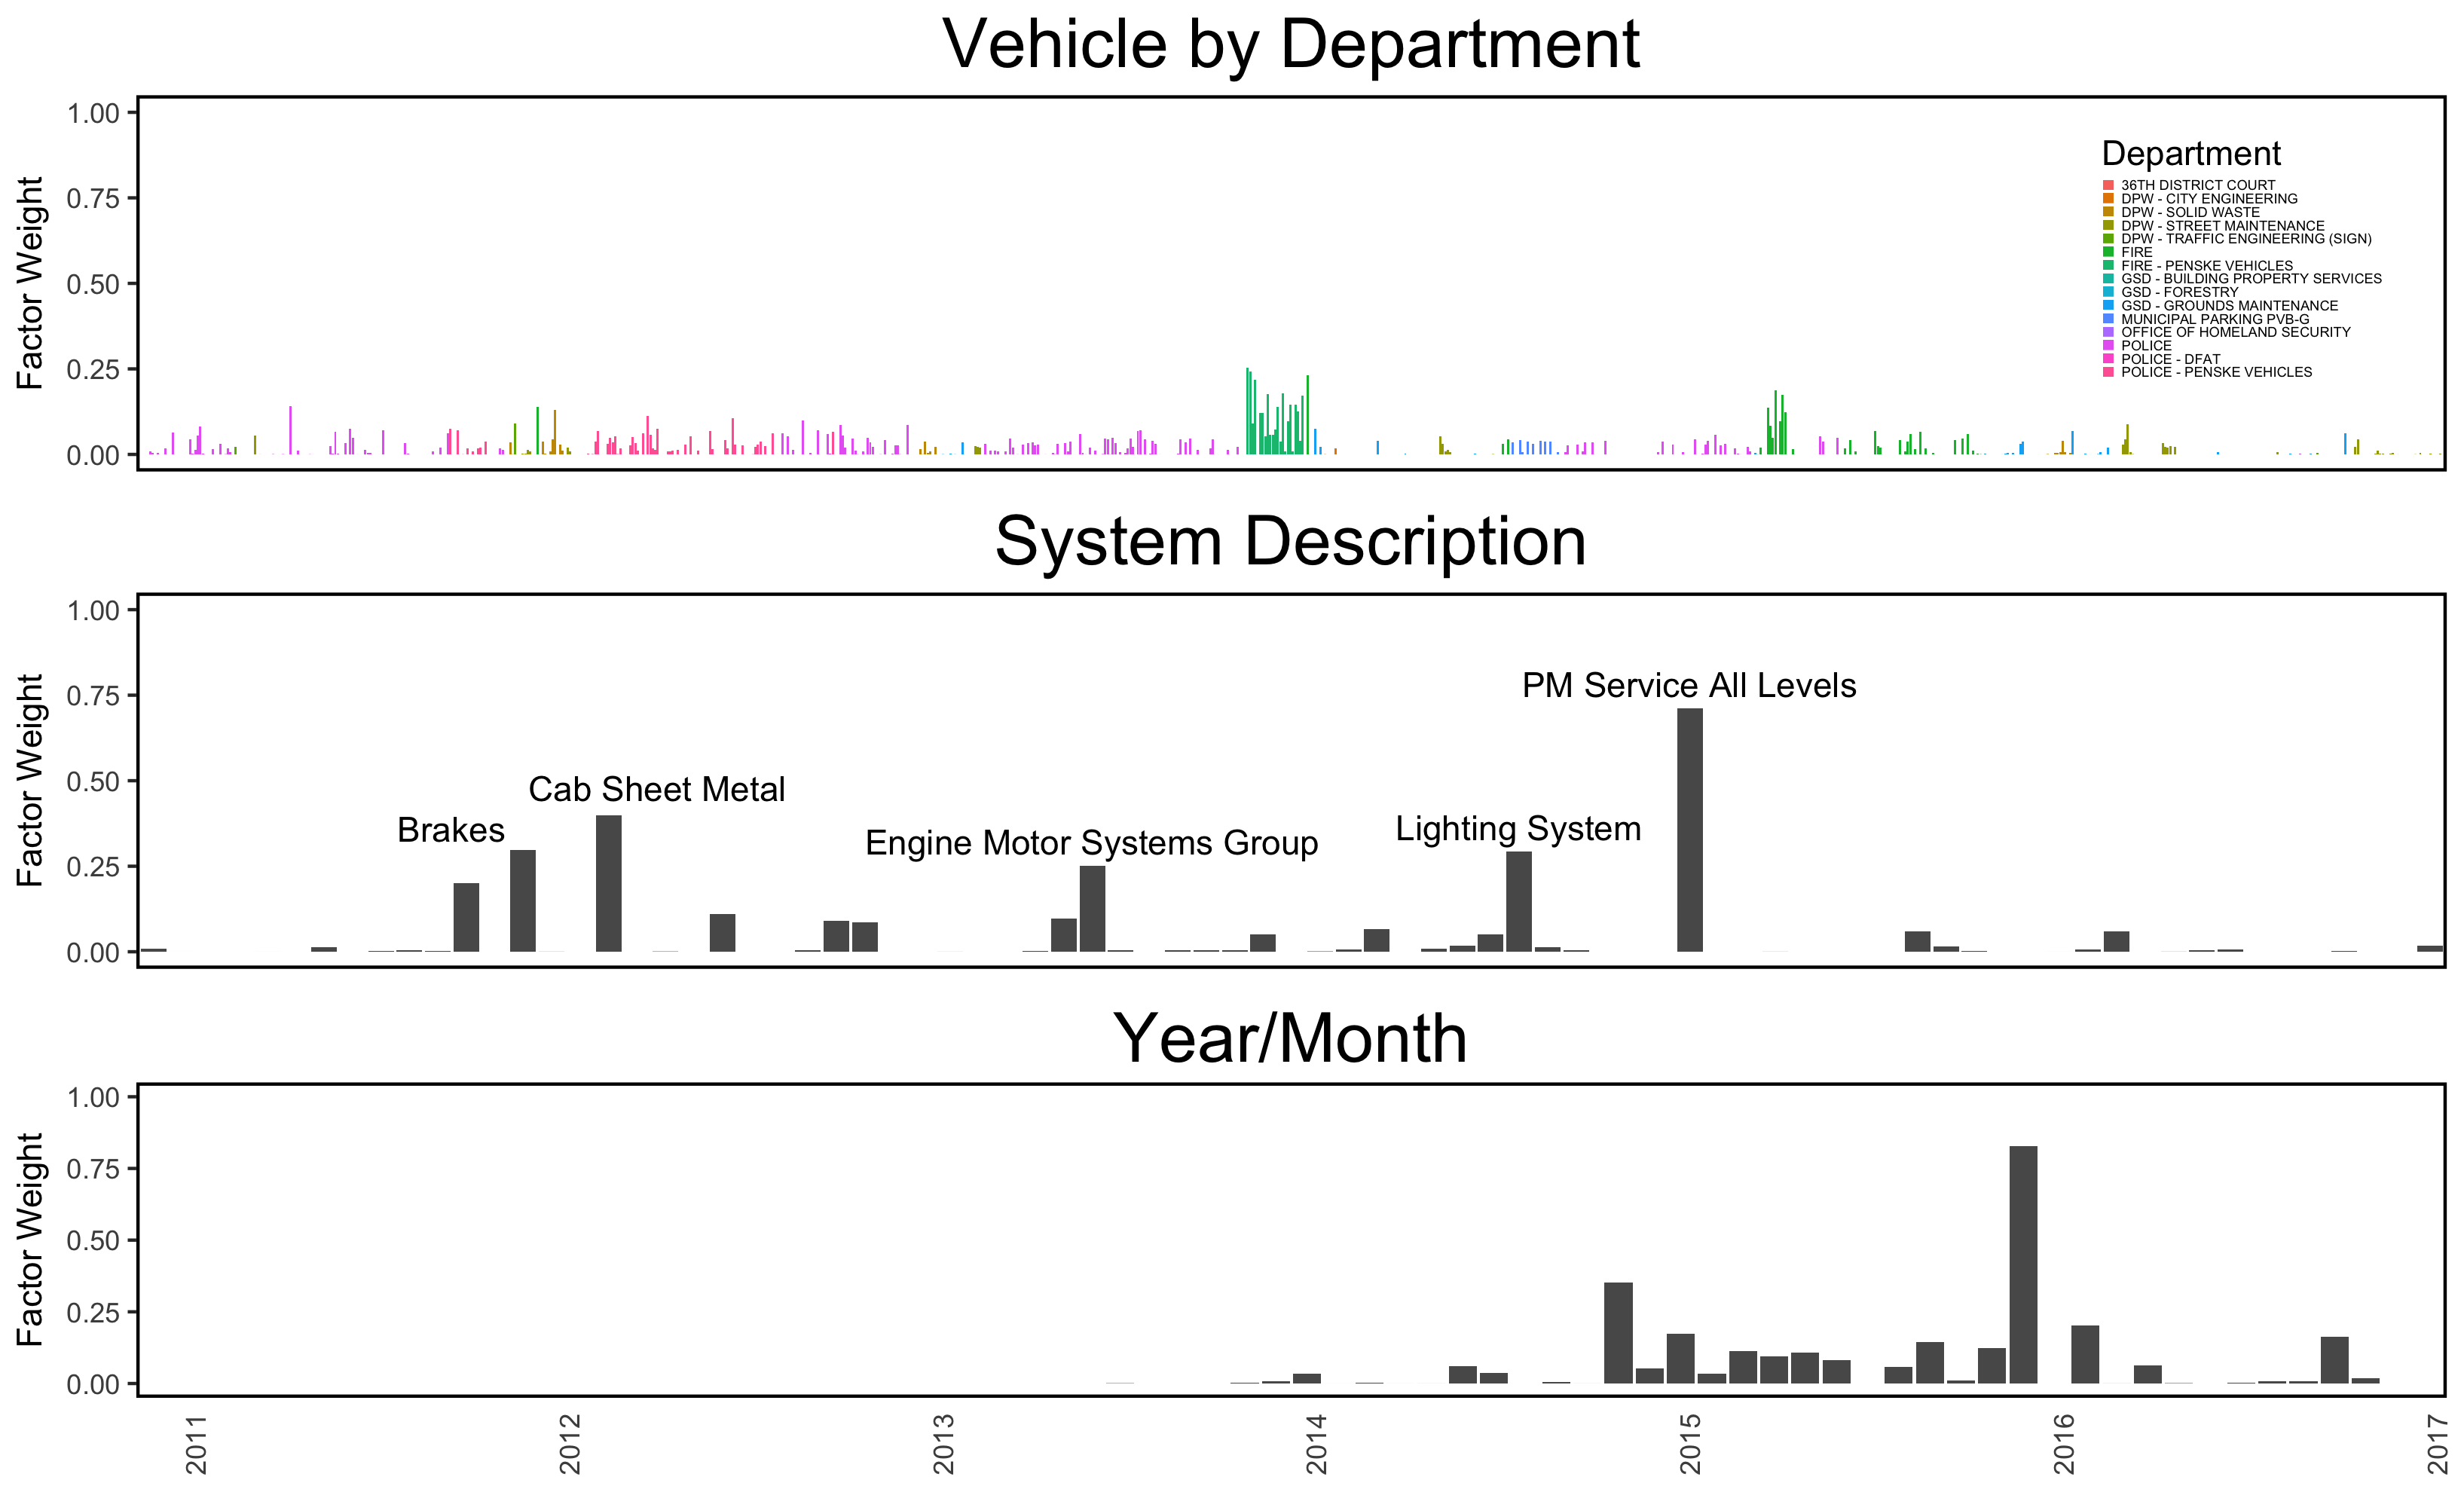 Vehicle by Department
Factor Weight
1.00
0.75
0.50
0.25
0.00
Department
36TH DISTRICT COURT
DPW - CITY ENGINEERING
DPW - SOLID WASTE
DPW - STREET MAINTENANCE
DPW - TRAFFIC ENGINEERING (SIGN)
FIRE
FIRE - PENSKE VEHICLES
GSD - BUILDING PROPERTY SERVICES
GSD - FORESTRY
GSD - GROUNDS MAINTENANCE
MUNICIPAL PARKING PVB-G
OFFICE OF HOMELAND SECURITY
POLICE
POLICE - DFAT
POLICE - PENSKE VEHICLES
System Description
Factor Weight
1.00
0.75
0.50
0.25
0.00
PM Service All Levels
Cab Sheet Metal
Brakes
Engine Motor Systems Group
Lighting System
Year/Month
Factor Weight
1.00
0.75
0.50
0.25
0.00
2011
2012
2013
2014
2015
2016
2017